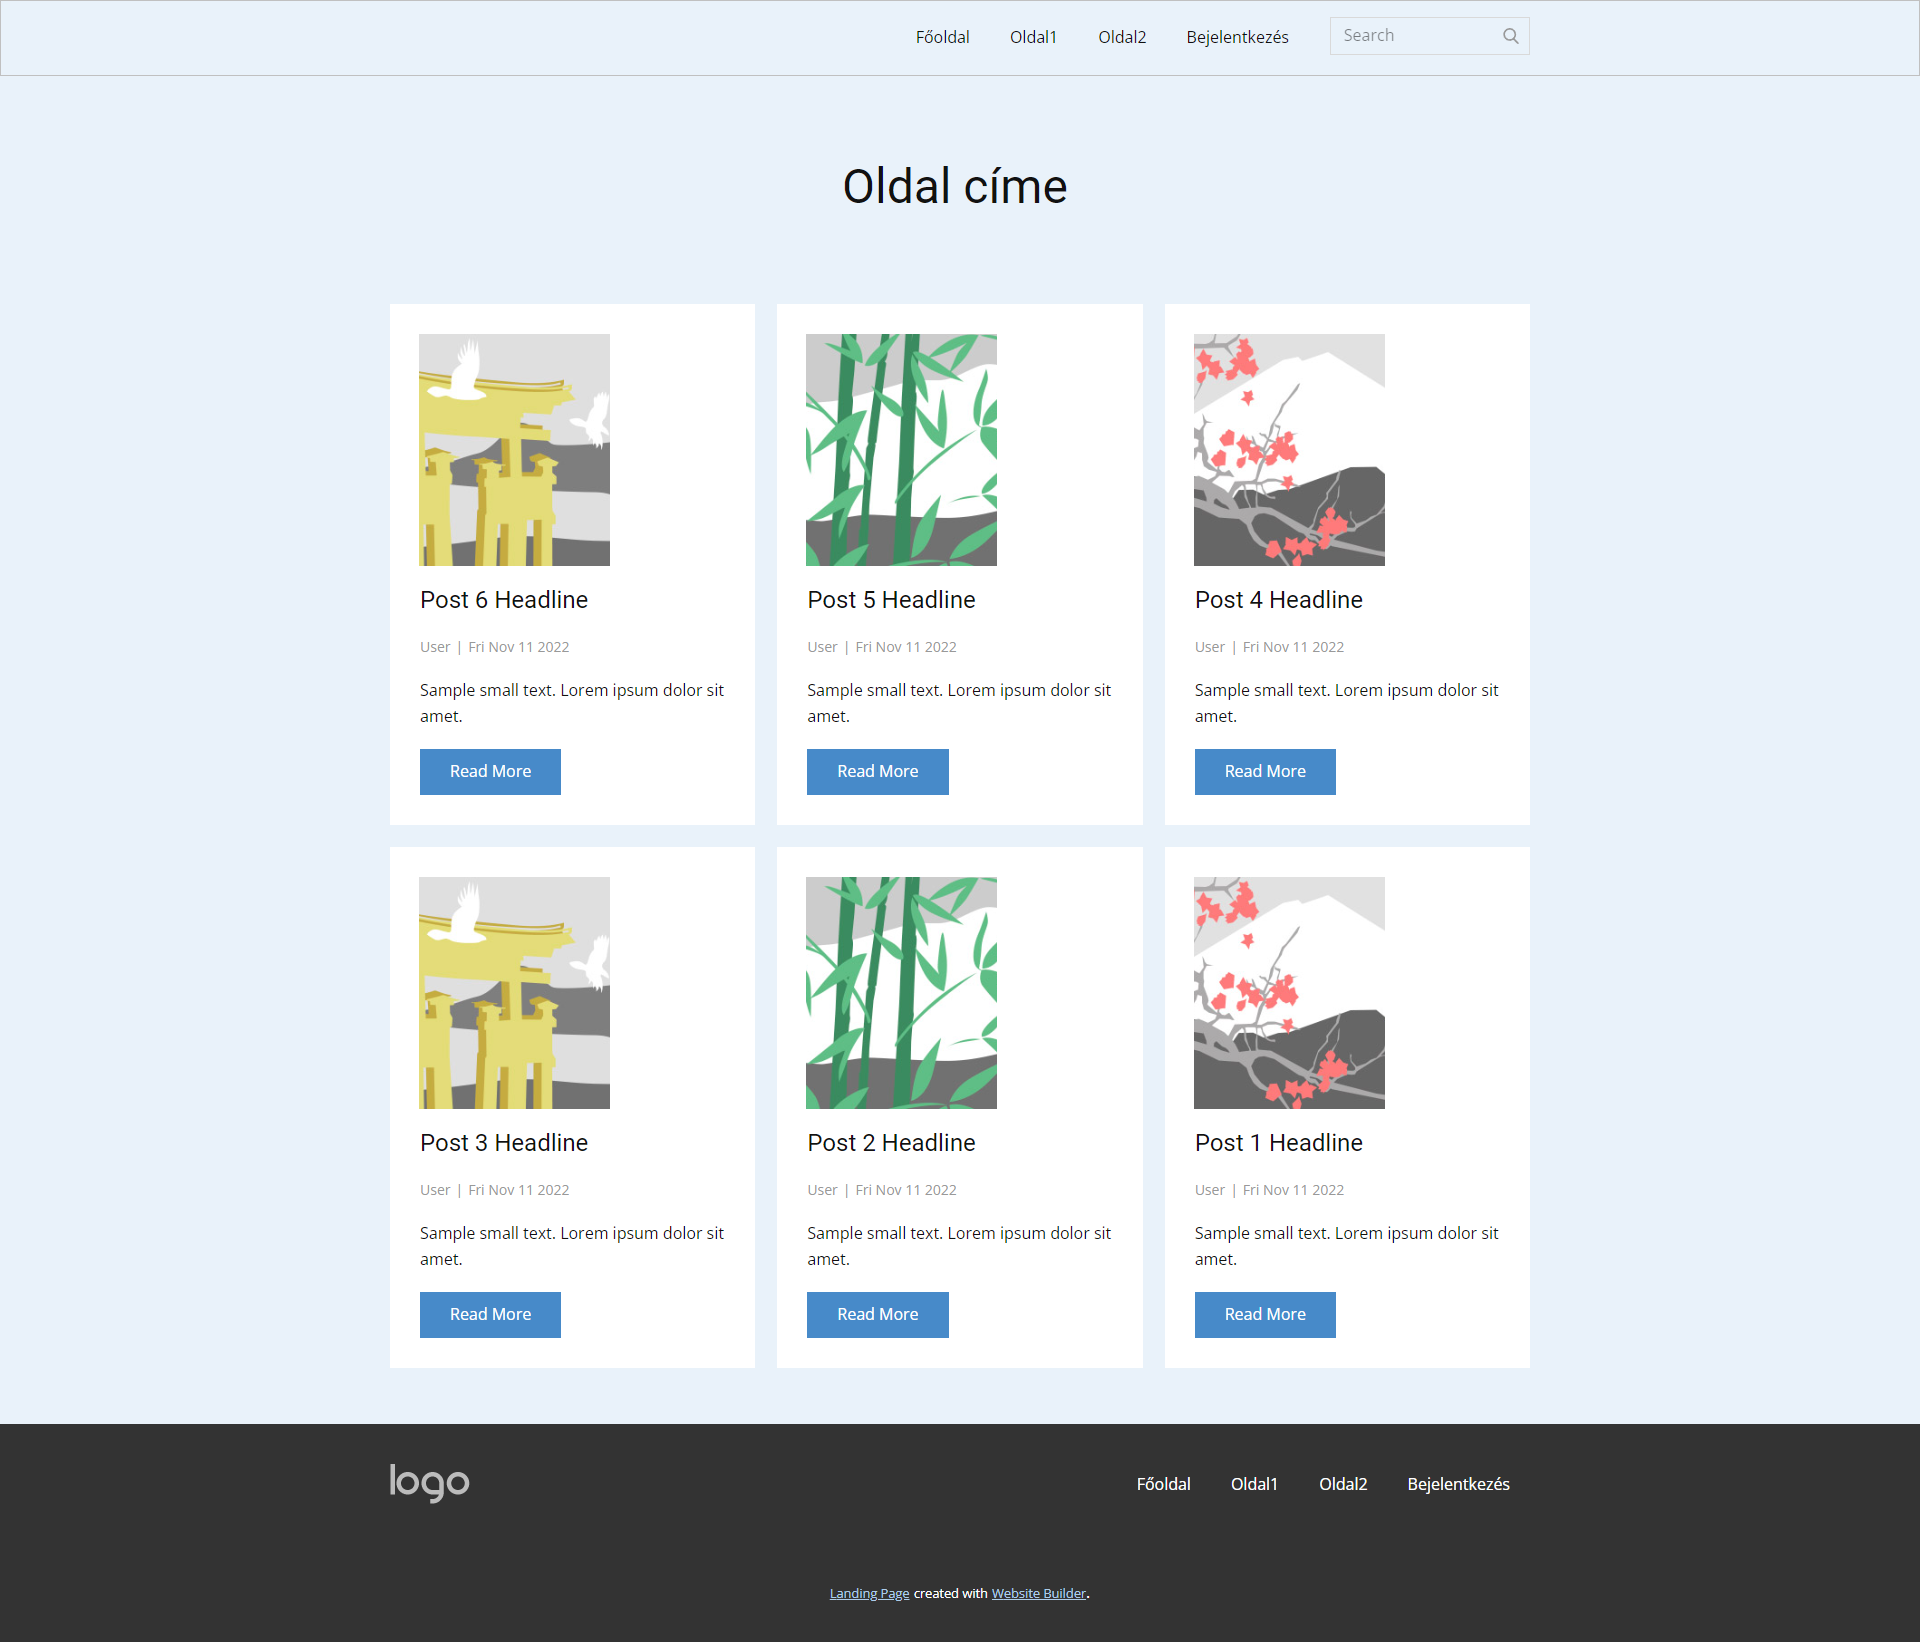 Főoldal Oldal1 Oldal2 Bejelentkezés Search
Oldal címe
Post 6 Headline
User | Fri Nov 11 2022
Sample small text. Lorem ipsum dolor sit
amet.
Read More
Post 5 Headline
User | Fri Nov 11 2022
Sample small text. Lorem ipsum dolor sit
amet.
Read More
Post 4 Headline
User | Fri Nov 11 2022
Sample small text. Lorem ipsum dolor sit
amet.
Read More
Post 3 Headline
User | Fri Nov 11 2022
Sample small text. Lorem ipsum dolor sit
amet.
Read More
Post 2 Headline
User | Fri Nov 11 2022
Sample small text. Lorem ipsum dolor sit
amet.
Read More
Post 1 Headline
User | Fri Nov 11 2022
Sample small text. Lorem ipsum dolor sit
amet.
Read More
logo Főoldal Oldal1 Oldal2 Bejelentkezés
Landing Page created with Website Builder.